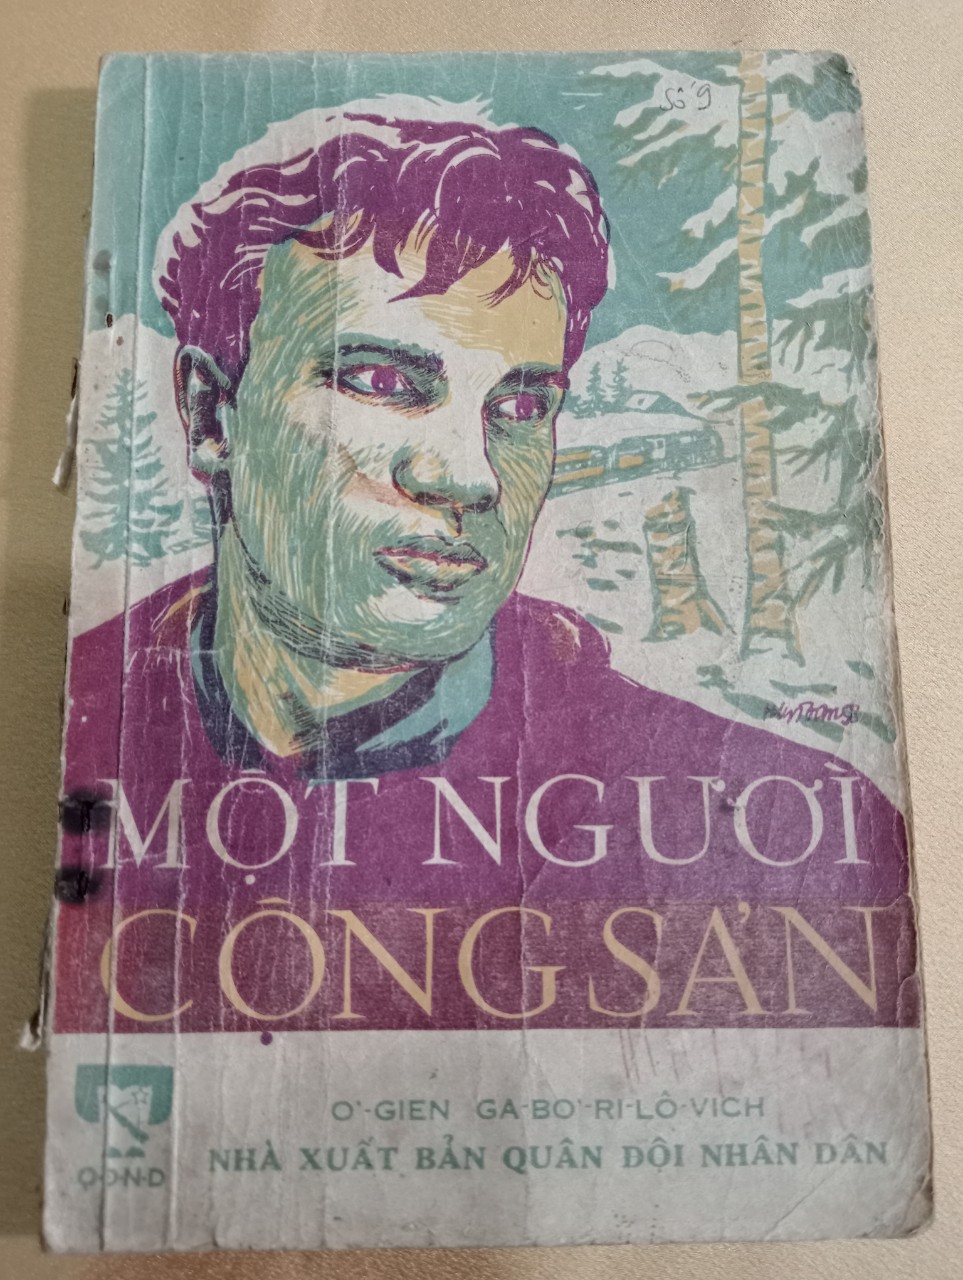 Số 9
MỘT NGƯỜI
CỘNG SẢN
Ơ-GIEN GA-BƠ-RI-LÔ-VICH
NHÀ XUẤT BẢN QUÂN ĐỘI NHÂN DÂN
Q·Đ·N·D